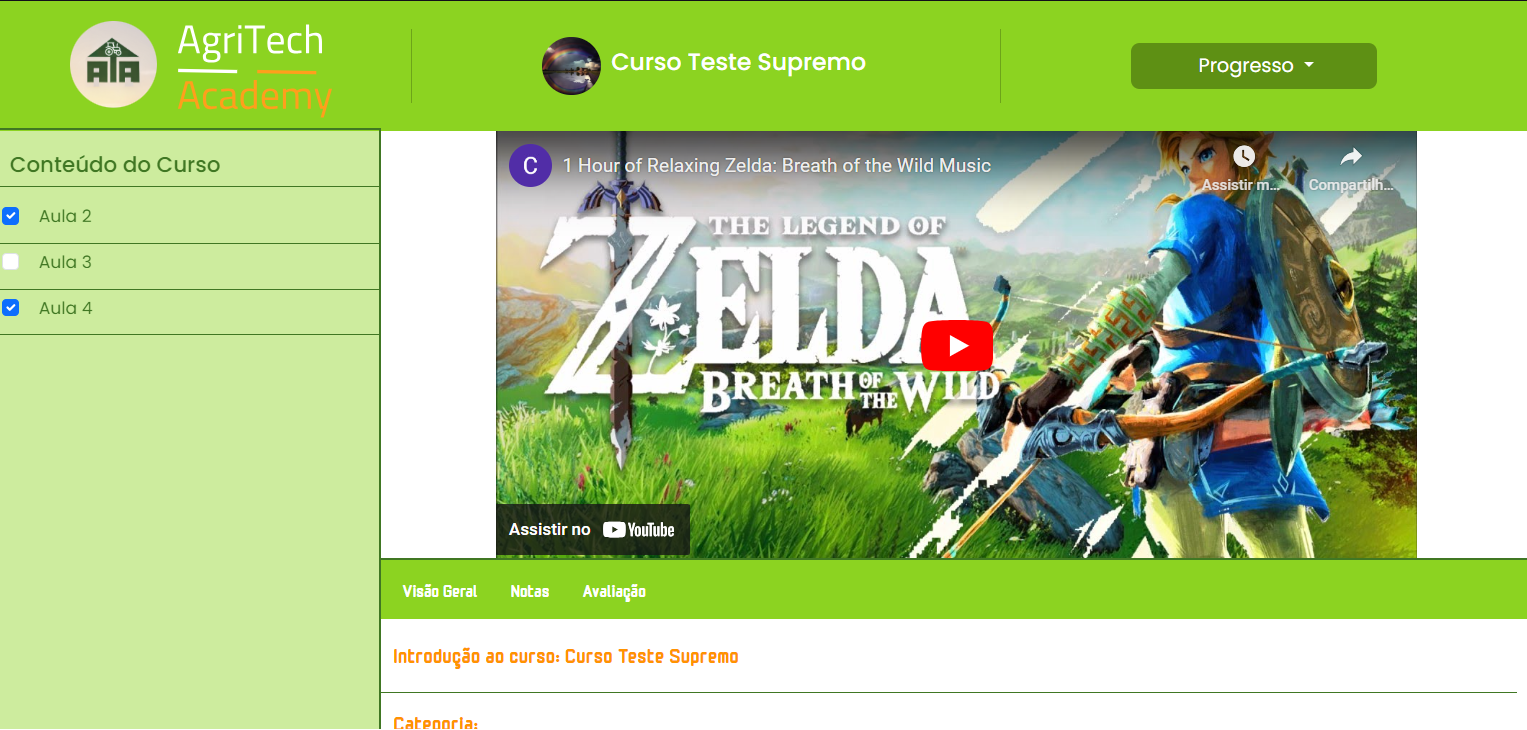 AgriTech
Academy
ATA
Curso Teste Supremo
Progresso
Conteúdo do Curso
Aula 2
Aula 3
Aula 4
C
1 Hour of Relaxing Zelda: Breath of the Wild Music
Assistir m...
Compartilh...
THE LEGEND OF
ZELDA
BREATH OF THE WILD
Assistir no YouTube
Visão Geral
Notas
Avaliação
Introdução ao curso: Curso Teste Supremo
Categoria: